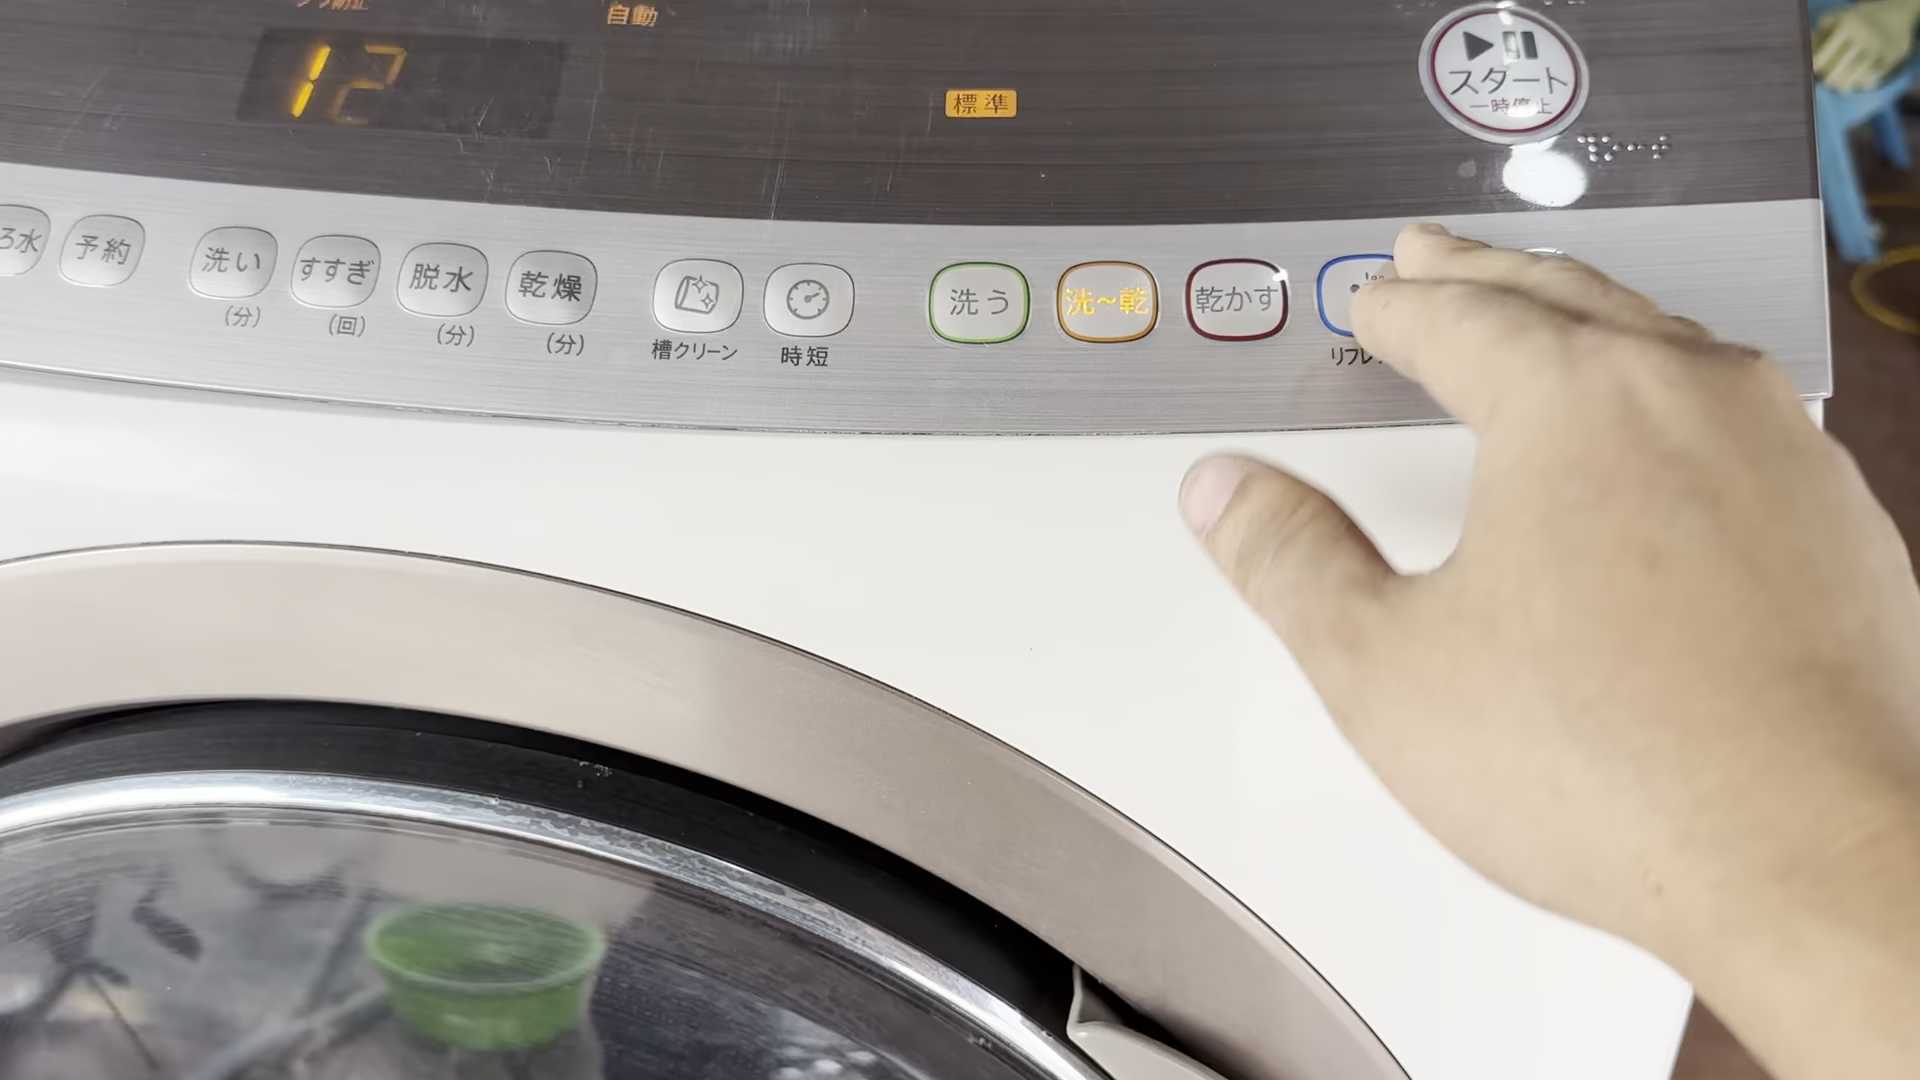 自動
12
標準
スタート
一時停止
予約
洗い
(分)
すすぎ
(回)
脱水
(分)
乾燥
(分)
槽クリーン
時短
洗う
洗~乾
乾かす